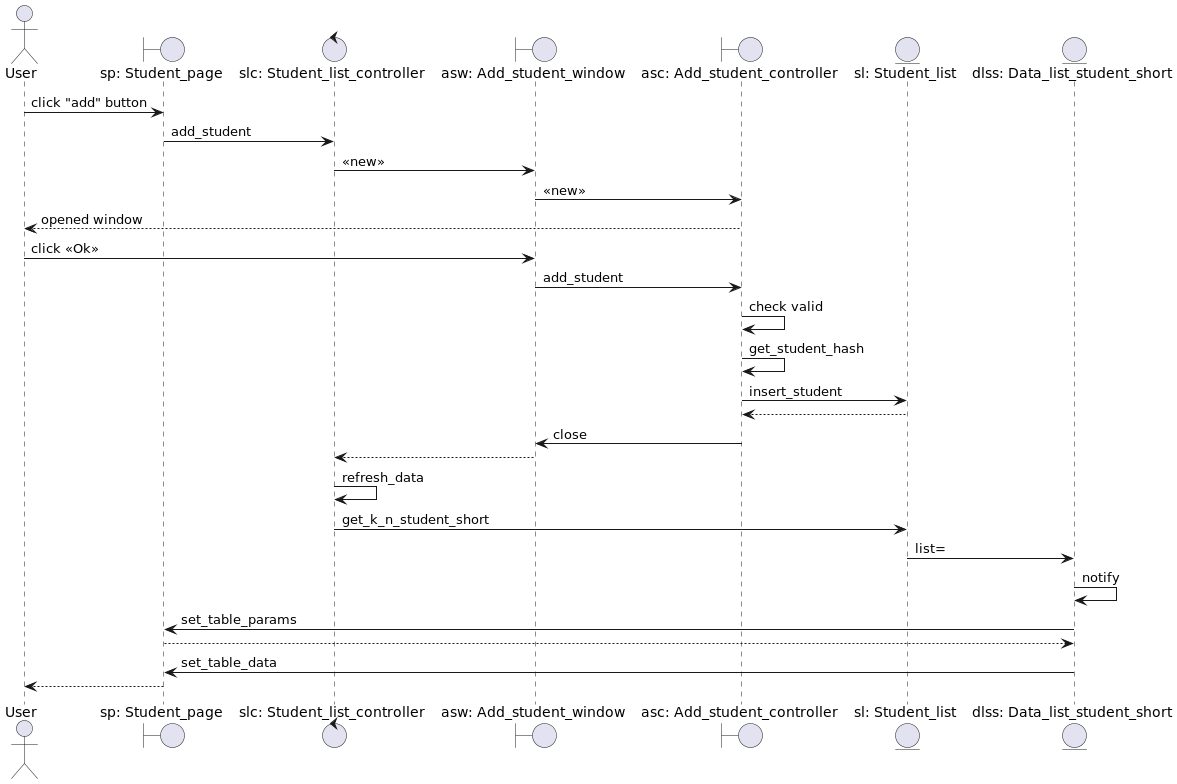 User
sp: Student_page
slc: Student_list_controller
asw: Add_student_window
asc: Add_student_controller
sl: Student_list
dlss: Data_list_student_short
click "add" button
add_student
«new»
«new»
opened window
click «Ok»
add_student
check valid
get_student_hash
insert_student
close
refresh_data
get_k_n_student_short
list=
notify
set_table_params
set_table_data
User
sp: Student_page
slc: Student_list_controller
asw: Add_student_window
asc: Add_student_controller
sl: Student_list
dlss: Data_list_student_short